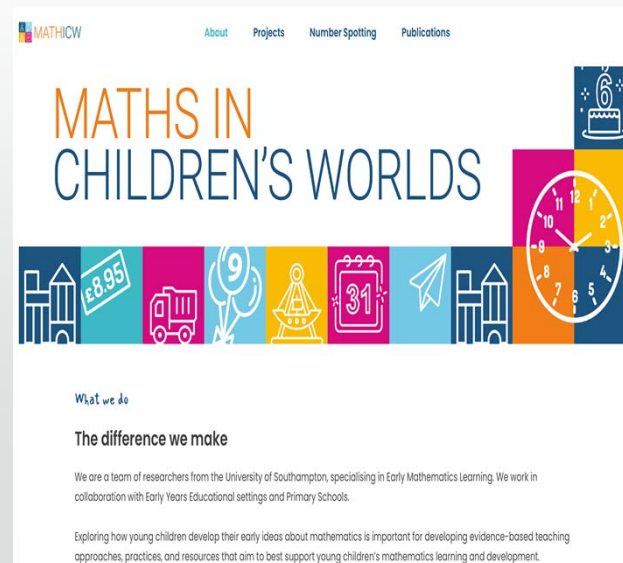 MATHICW
About Projects Number Spotting Publications
MATHS IN
CHILDREN'S WORLDS
6
£8.95
9
31
12
11 1
10 2
9 3
8 4
7 6 5
What we do
The difference we make
We are a team of researchers from the University of Southampton, specialising in Early Mathematics Learning. We work in
collaboration with Early Years Educational settings and Primary Schools.
Exploring how young children develop their early ideas about mathematics is important for developing evidence-based teaching
approaches, practices, and resources that aim to best support young children's mathematics learning and development.